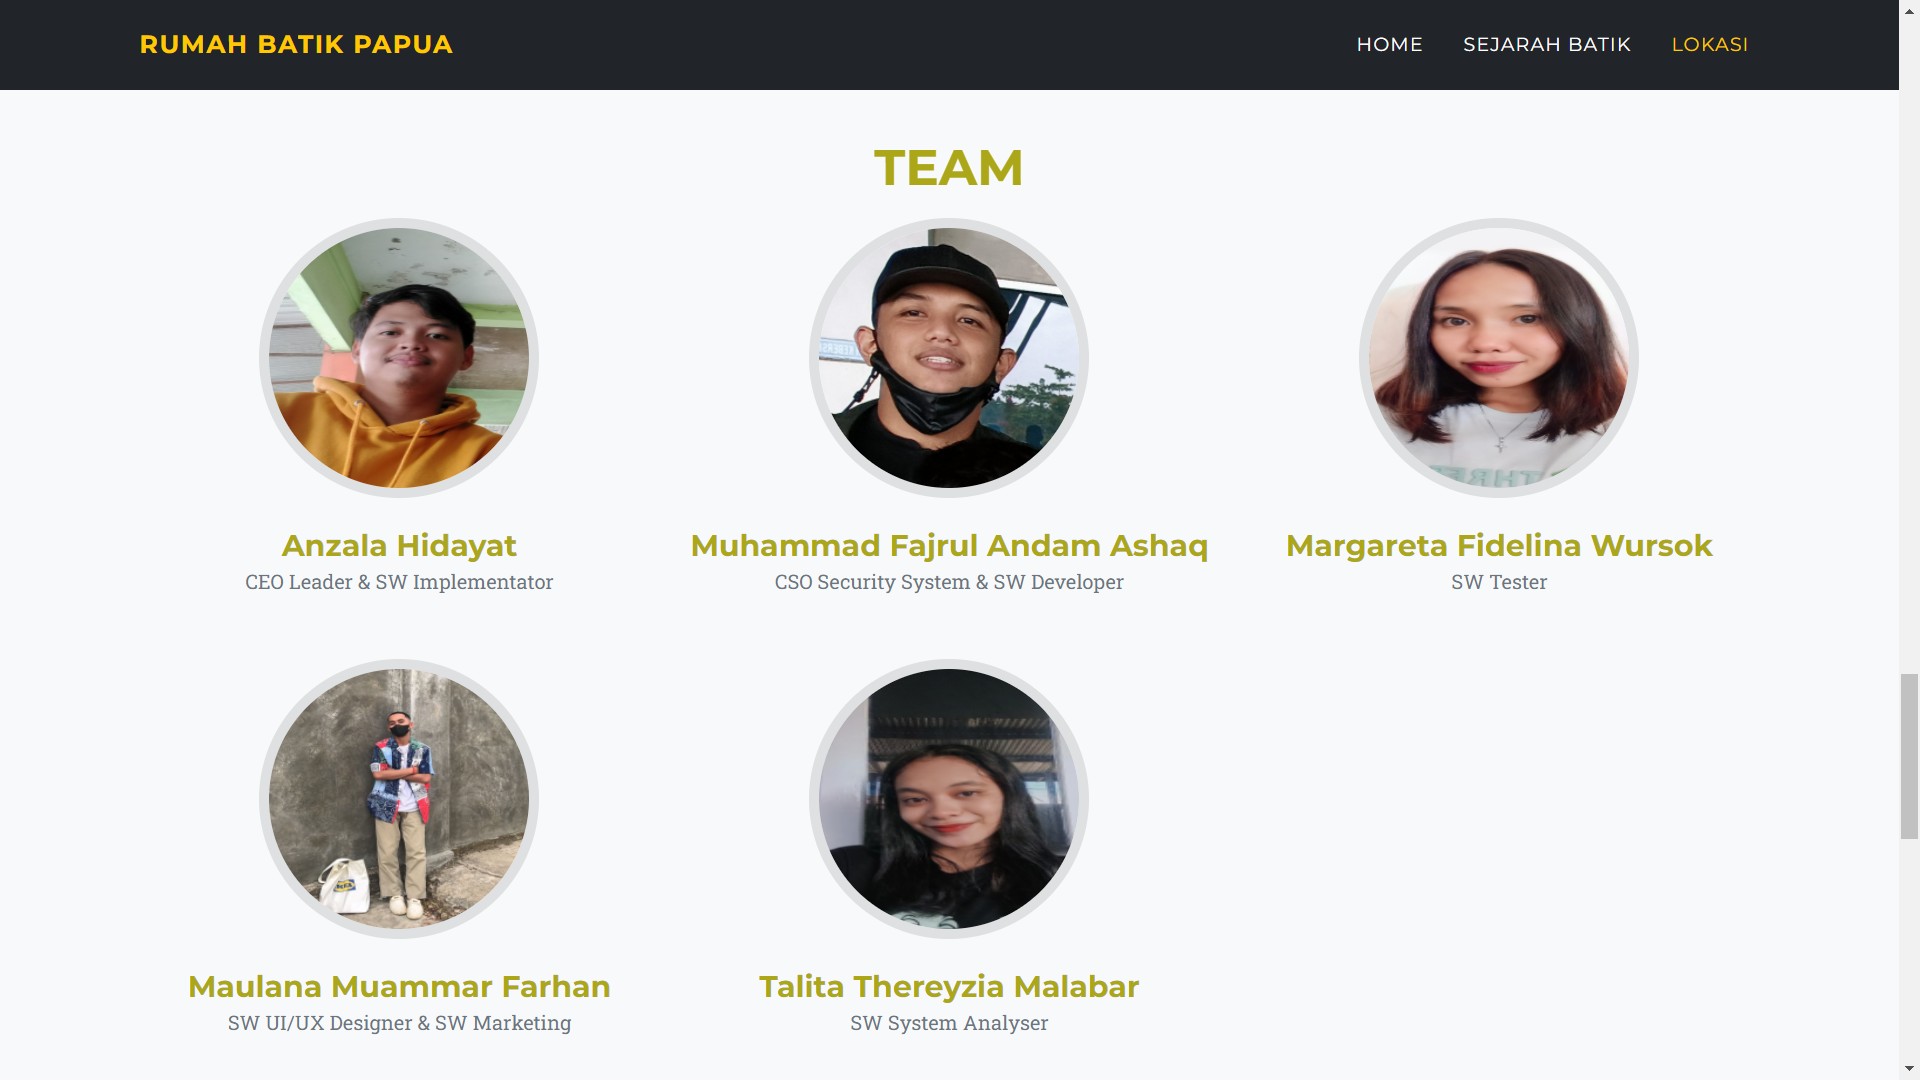 RUMAH BATIK PAPUA
HOME SEJARAH BATIK LOKASI
TEAM
Anzala Hidayat
CEO Leader & SW Implementator
Muhammad Fajrul Andam Ashaq
CSO Security System & SW Developer
Margareta Fidelina Wursok
SW Tester
Maulana Muammar Farhan
SW UI/UX Designer & SW Marketing
Talita Thereyzia Malabar
SW System Analyser